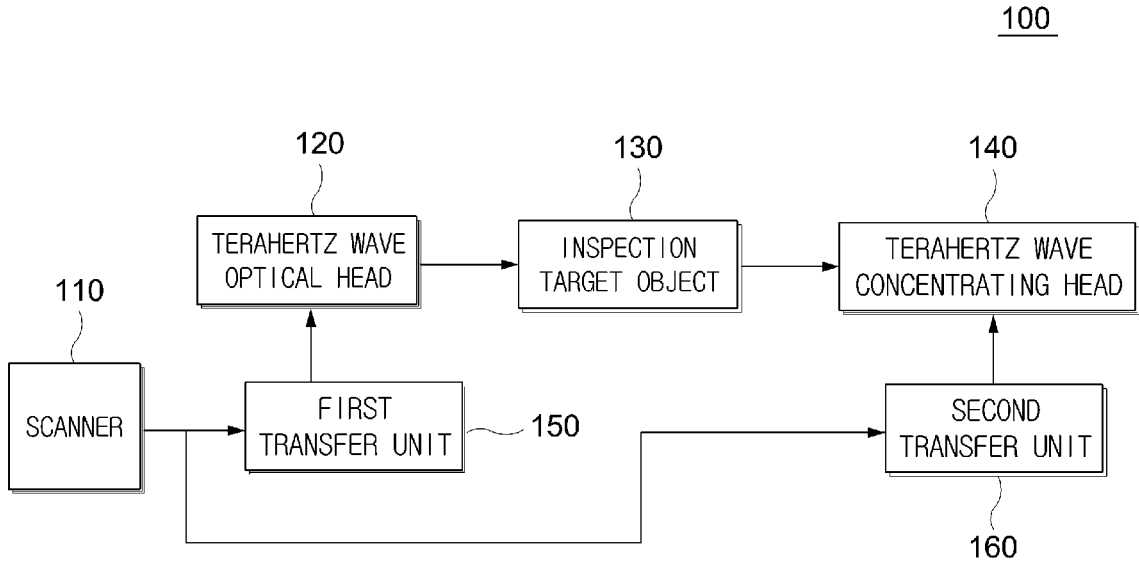 100
120
130
140
TERAHERTZ WAVE
OPTICAL HEAD
INSPECTION
TARGET OBJECT
TERAHERTZ WAVE
CONCENTRATING HEAD
110
SCANNER
FIRST
TRANSFER UNIT
150
SECOND
TRANSFER UNIT
160